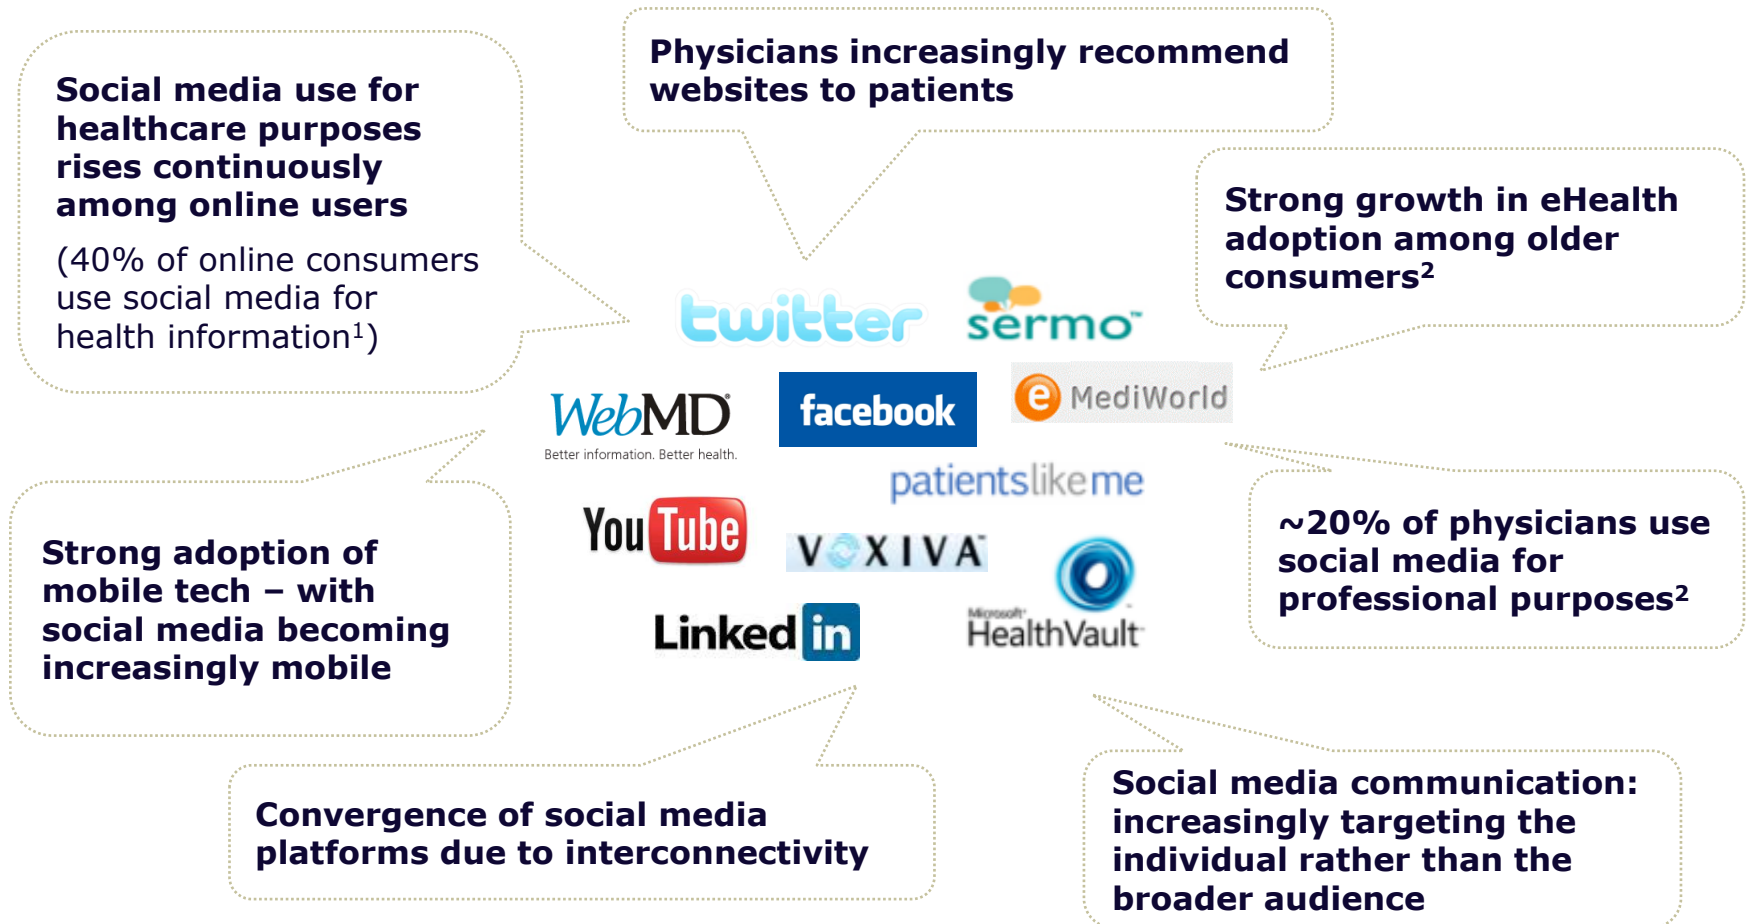 Physicians increasingly recommend
websites to patients
Social media use for
healthcare purposes
rises continuously
among online users
(40% of online consumers
use social media for
health information¹)
Strong growth in eHealth
adoption among older
consumers²
twitter
sermo™
WebMD®
Better information. Better health.
facebook
e MediWorld
patientslikeme
YouTube
VOXIVA
Linked in
Microsoft®
HealthVault™
Strong adoption of
mobile tech – with
social media becoming
increasingly mobile
~20% of physicians use
social media for
professional purposes²
Convergence of social media
platforms due to interconnectivity
Social media communication:
increasingly targeting the
individual rather than the
broader audience